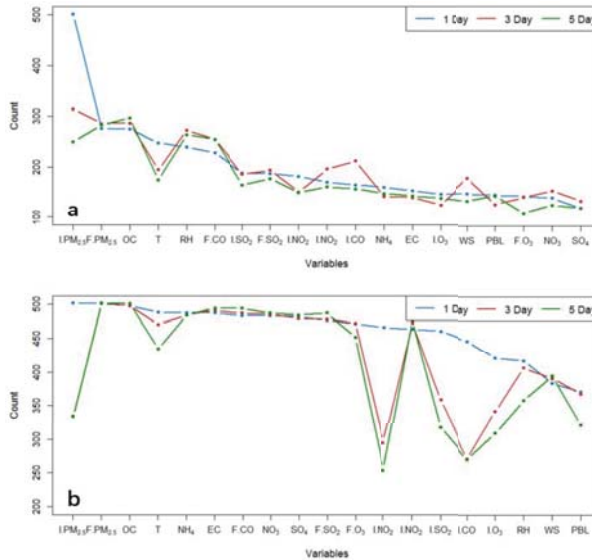 500
400
300
200
100
Count
1 Day
3 Day
5 Day
a
I.PM₂.₅ F.PM₂.₅ OC T RH F.CO I.SO₂ F.SO₂ I.NO₂ I.NO₂ I.CO NH₄ EC I.O₃ WS PBL F.O₃ NO₃ SO₄
Variables
500
450
400
350
300
250
200
Count
1 Day
3 Day
5 Day
b
I.PM₂.₅ F.PM₂.₅ OC T NH₄ EC F.CO NO₃ SO₄ F.SO₂ F.O₃ I.NO₂ I.NO₂ I.SO₂ I.CO I.O₃ RH WS PBL
Variables